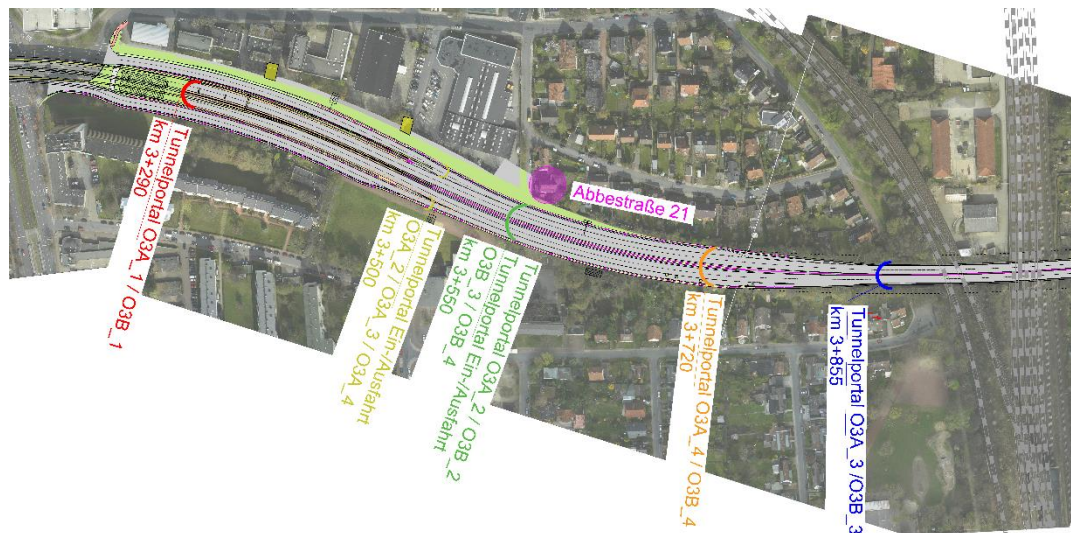 Tunnelportal O3A_1 / O3B_1
km 3+290
Tunnelportal Ein-/Ausfahrt
O3A_2 / O3A_3 / O3A_4
km 3+500
Tunnelportal O3A_2 / O3B_2
Tunnelportal Ein-/Ausfahrt
O3B_3 / O3B_4
km 3+550
Abbestraße 21
Tunnelportal O3A_4 / O3B_4
km 3+720
Tunnelportal O3A_3 /O3B_3
km 3+855